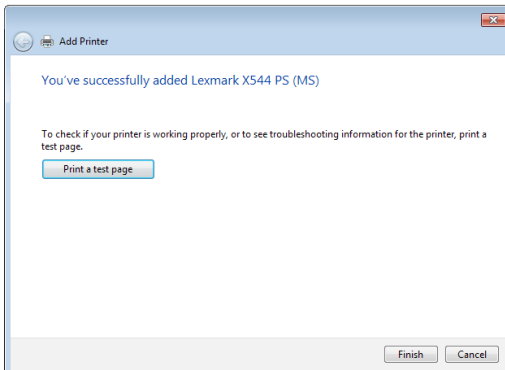 Add Printer
You've successfully added Lexmark X544 PS (MS)
To check if your printer is working properly, or to see troubleshooting information for the printer, print a
test page.
Print a test page
Finish Cancel